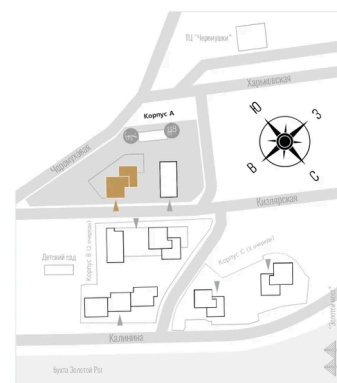 ТЦ "Черемушки"
Харьковская
Корпус А
Черемуховая
Ю
З
В
С
Кизлярская
Детский сад
Корпус В (2 очередь)
Корпус С (3 очередь)
Калинина
"Золотой мост"
бухта Золотой Рог